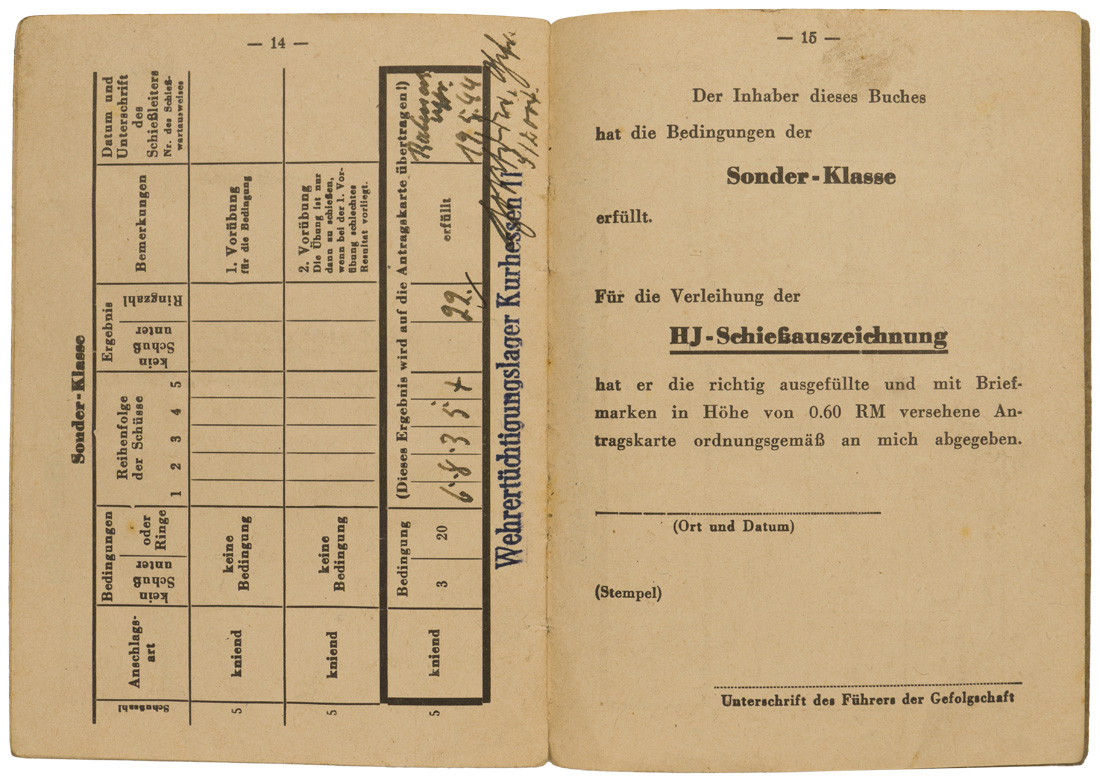 — 14 —
Sonder-Klasse
Schußzahl
Anschlags-
art
Bedingungen
kein
Schuß
unter
oder
Ringe
Reihenfolge
der Schüsse
1 2 3 4 5
Ergebnis
kein
Schuß
unter
Ringzahl
Bemerkungen
Datum und
Unterschrift
des
Schießleiters
Nr. des Schieß-
wartausweises
5
kniend
keine
Bedingung
1. Vorübung
für die Bedingung
5
kniend
keine
Bedingung
2. Vorübung
Die Übung ist nur
dann zu schießen,
wenn bei der 1. Vor-
übung schlechtes
Resultat vorliegt.
Bedingung
(Dieses Ergebnis wird auf die Antragskarte übertragen!)
5
kniend
3
20
6 8 3 5 +
22.
erfüllt
19.5.44
Wehrertüchtigungslager Kurhessen II
— 15 —
Der Inhaber dieses Buches
hat die Bedingungen der
Sonder-Klasse
erfüllt.
Für die Verleihung der
HJ-Schießauszeichnung
hat er die richtig ausgefüllte und mit Brief-
marken in Höhe von 0.60 RM versehene An-
tragskarte ordnungsgemäß an mich abgegeben.
(Ort und Datum)
(Stempel)
Unterschrift des Führers der Gefolgschaft